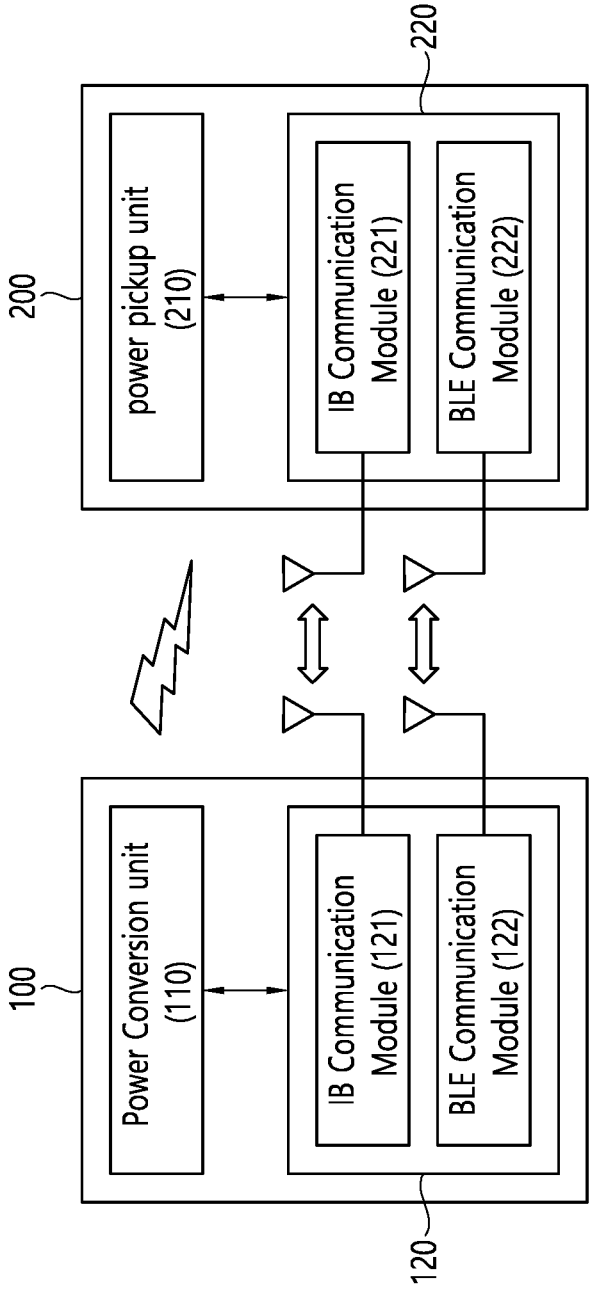 100
Power Conversion unit
(110)
IB Communication
Module (121)
BLE Communication
Module (122)
120
200
power pickup unit
(210)
IB Communication
Module (221)
BLE Communication
Module (222)
220